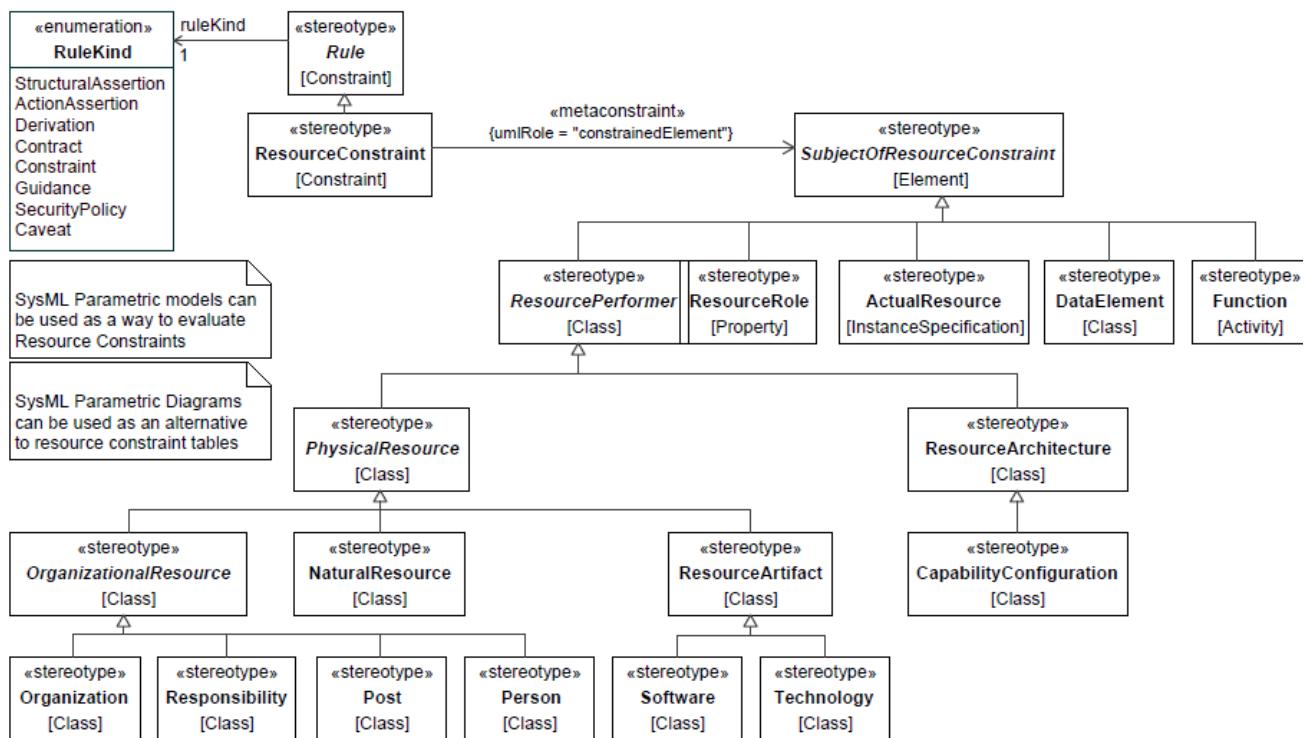 «enumeration»
RuleKind
StructuralAssertion
ActionAssertion
Derivation
Contract
Constraint
Guidance
SecurityPolicy
Caveat
ruleKind
1
«stereotype»
Rule
[Constraint]
«stereotype»
ResourceConstraint
[Constraint]
«metaconstraint»
{umlRole = "constrainedElement"}
«stereotype»
SubjectOfResourceConstraint
[Element]
SysML Parametric models can
be used as a way to evaluate
Resource Constraints
SysML Parametric Diagrams
can be used as an alternative
to resource constraint tables
«stereotype»
ResourcePerformer
[Class]
«stereotype»
ResourceRole
[Property]
«stereotype»
ActualResource
[InstanceSpecification]
«stereotype»
DataElement
[Class]
«stereotype»
Function
[Activity]
«stereotype»
PhysicalResource
[Class]
«stereotype»
ResourceArchitecture
[Class]
«stereotype»
OrganizationalResource
[Class]
«stereotype»
NaturalResource
[Class]
«stereotype»
ResourceArtifact
[Class]
«stereotype»
CapabilityConfiguration
[Class]
«stereotype»
Organization
[Class]
«stereotype»
Responsibility
[Class]
«stereotype»
Post
[Class]
«stereotype»
Person
[Class]
«stereotype»
Software
[Class]
«stereotype»
Technology
[Class]